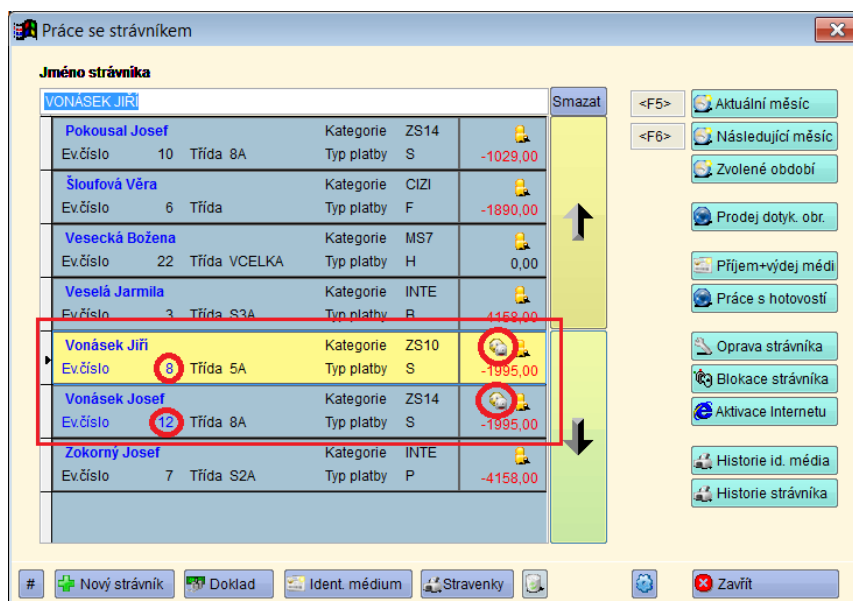 Práce se strávníkem
Jméno strávníka
VONÁSEK JIŘÍ
Smazat
Pokousal Josef Kategorie ZS14
Ev.číslo 10 Třída 8A Typ platby S -1029,00
Šloufová Věra Kategorie CIZI
Ev.číslo 6 Třída Typ platby F -1890,00
Vesecká Božena Kategorie MS7
Ev.číslo 22 Třída VCELKA Typ platby H 0,00
Veselá Jarmila Kategorie INTE
Ev.číslo 3 Třída S3A Typ platby B -4158,00
Vonásek Jiří Kategorie ZS10
Ev.číslo 8 Třída 5A Typ platby S -1995,00
Vonásek Josef Kategorie ZS14
Ev.číslo 12 Třída 8A Typ platby S -1995,00
Zokorný Josef Kategorie INTE
Ev.číslo 7 Třída S2A Typ platby P -4158,00
<F5> Aktuální měsíc
<F6> Následující měsíc
Zvolené období
Prodej dotyk. obr.
Příjem+výdej médi
Práce s hotovostí
Oprava strávníka
Blokace strávníka
Aktivace Internetu
Historie id. média
Historie strávníka
# Nový strávník Doklad Ident. médium Stravenky Zavřít